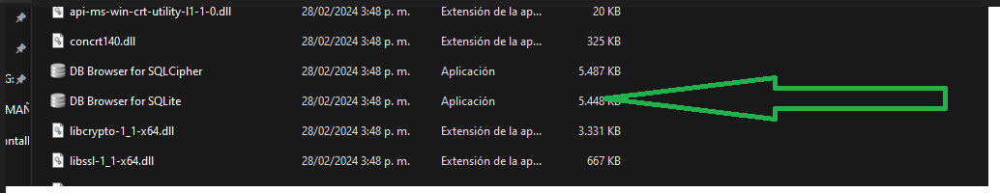 api-ms-win-crt-utility-l1-1-0.dll 28/02/2024 3:48 p. m. Extensión de la ap... 20 KB
concrt140.dll 28/02/2024 3:48 p. m. Extensión de la ap... 325 KB
G: DB Browser for SQLCipher 28/02/2024 3:48 p. m. Aplicación 5.487 KB
MAÑ DB Browser for SQLite 28/02/2024 3:48 p. m. Aplicación 5.448 KB
libcrypto-1_1-x64.dll 28/02/2024 3:48 p. m. Extensión de la ap... 3.331 KB
antall libssl-1_1-x64.dll 28/02/2024 3:48 p. m. Extensión de la ap... 667 KB